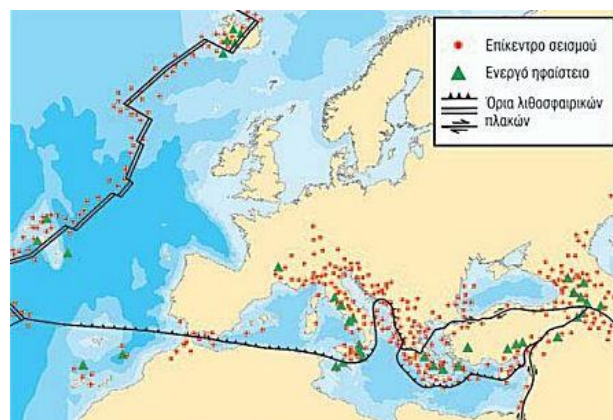 Επίκεντρο σεισμού
Ενεργό ηφαίστειο
Όρια λιθοσφαιρικών
πλακών